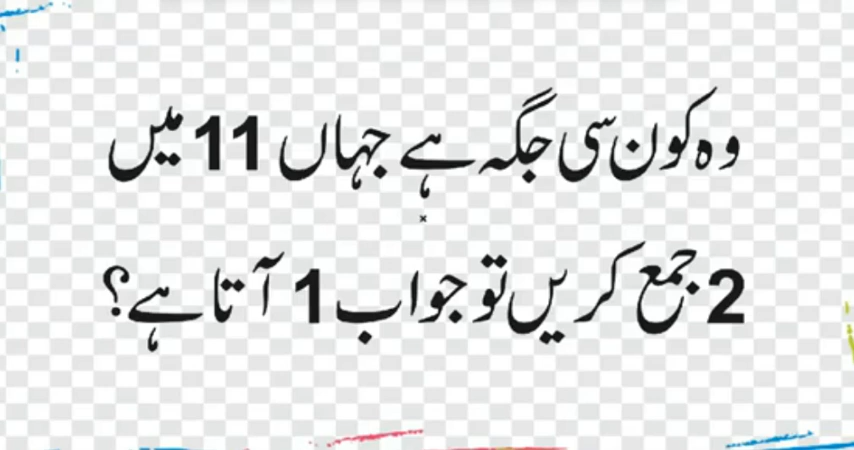 وہ کون سی جگہ ہے جہاں 11 میں
2 جمع کریں تو جواب 1 آتا ہے؟